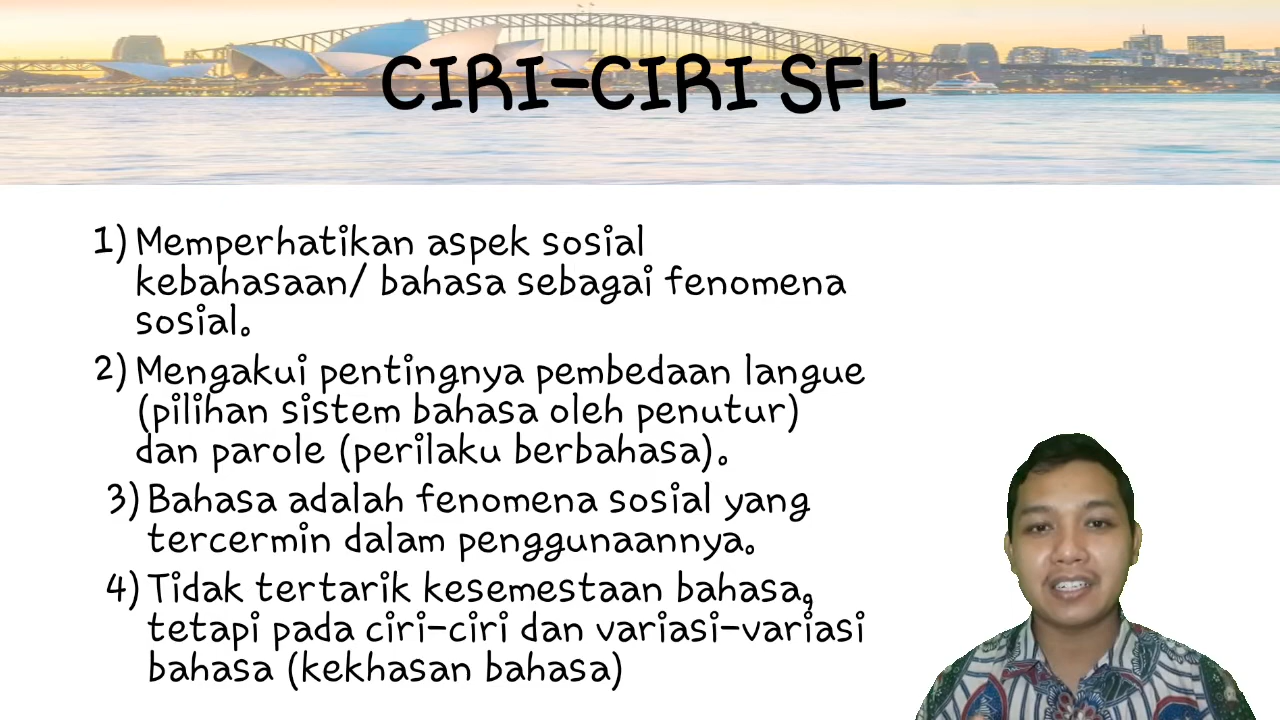 CIRI-CIRI SFL
1) Memperhatikan aspek sosial
kebahasaan/ bahasa sebagai fenomena
sosial.
2) Mengakui pentingnya pembedaan langue
(pilihan sistem bahasa oleh penutur)
dan parole (perilaku berbahasa).
3) Bahasa adalah fenomena sosial yang
tercermin dalam penggunaannya.
4) Tidak tertarik kesemestaan bahasa,
tetapi pada ciri-ciri dan variasi-variasi
bahasa (kekhasan bahasa)